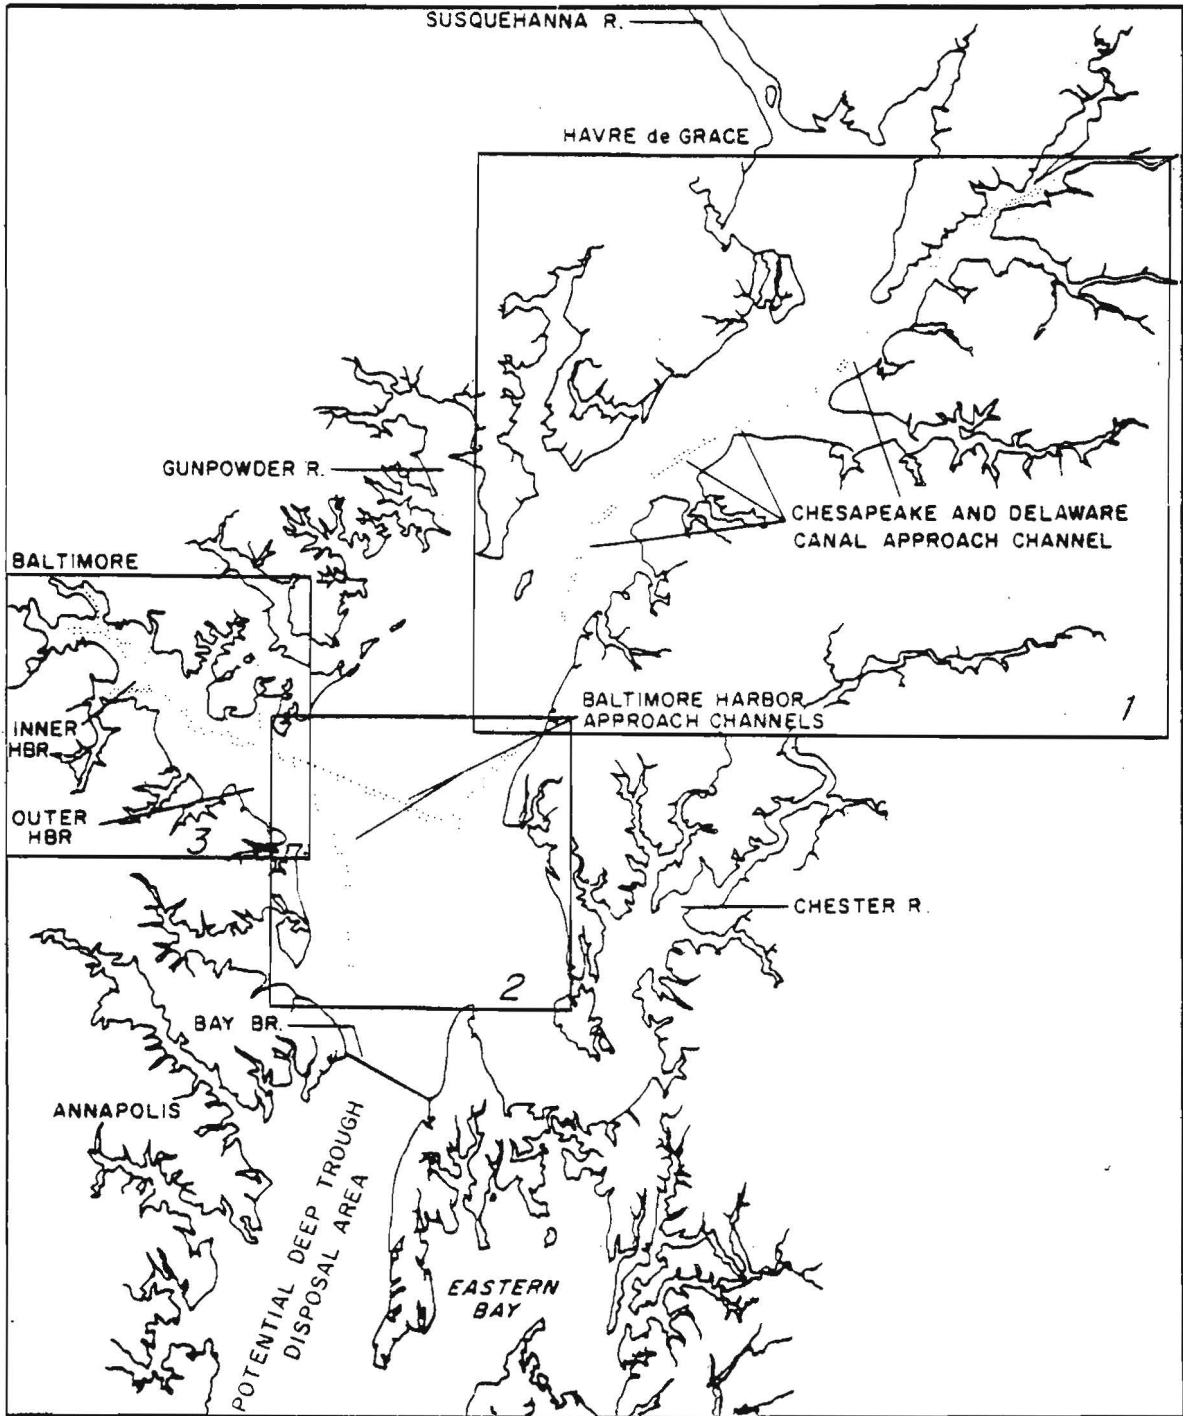 SUSQUEHANNA R.
HAVRE de GRACE
GUNPOWDER R.
CHESAPEAKE AND DELAWARE
CANAL APPROACH CHANNEL
BALTIMORE
INNER
HBR
BALTIMORE HARBOR
APPROACH CHANNELS
1
OUTER
HBR
3
CHESTER R.
2
BAY BR.
ANNAPOLIS
POTENTIAL DEEP TROUGH
DISPOSAL AREA
EASTERN
BAY